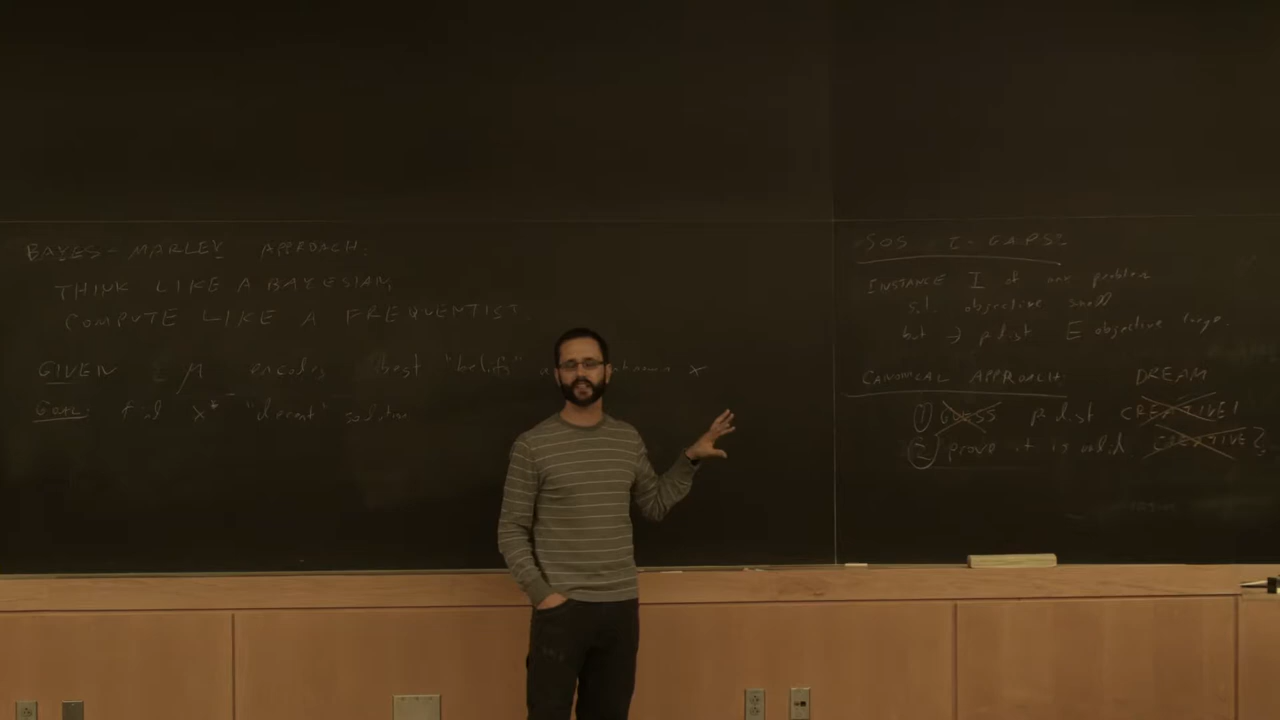 BAYES-MARLEY APPROACH:
THINK LIKE A BAYESIAN,
COMPUTE LIKE A FREQUENTIST.
GIVEN μ encodes best "beliefs" unknown x
GOAL: find x* "decent" solution
SOS I-GAPS?
INSTANCE I of problem
s.t. objective small
but → pdist E objective large.
CANONICAL APPROACH: DREAM
① GUESS pdist CREATIVE!
② prove it is valid. CREATIVE?